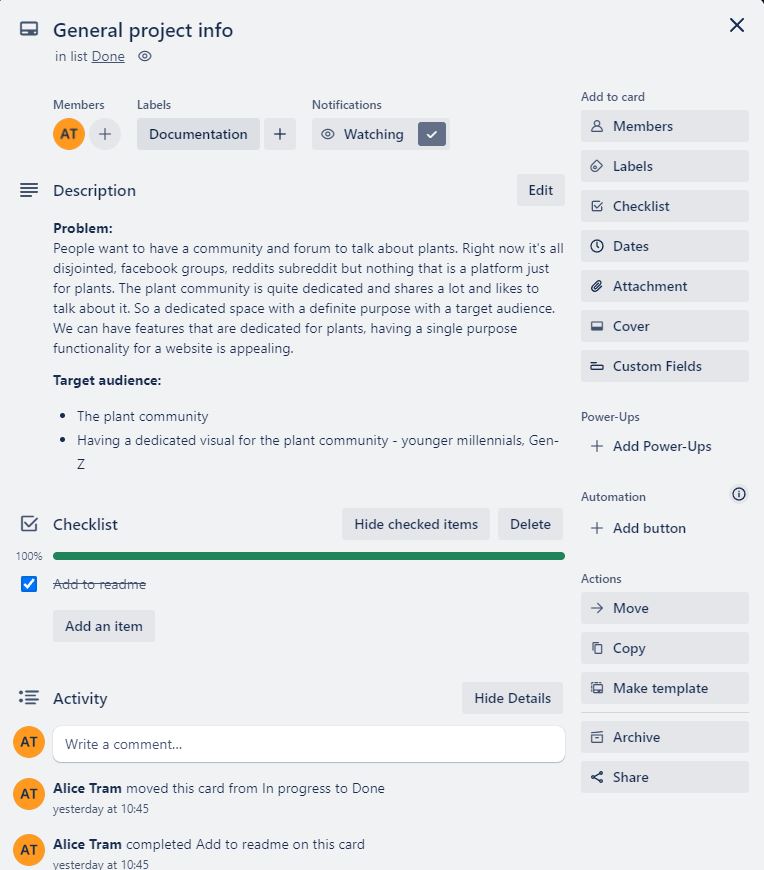 General project info
in list Done
Members
Labels
Notifications
AT
Documentation
Watching
Description
Edit
Problem:
People want to have a community and forum to talk about plants. Right now it's all
disjointed, facebook groups, reddits subreddit but nothing that is a platform just
for plants. The plant community is quite dedicated and shares a lot and likes to
talk about it. So a dedicated space with a definite purpose with a target audience.
We can have features that are dedicated for plants, having a single purpose
functionality for a website is appealing.
Target audience:
The plant community
Having a dedicated visual for the plant community - younger millennials, Gen-
Z
Checklist
Hide checked items
Delete
100%
Add to readme
Add an item
Activity
Hide Details
AT
Write a comment...
AT
Alice Tram moved this card from In progress to Done
yesterday at 10:45
AT
Alice Tram completed Add to readme on this card
yesterday at 10:45
Add to card
Members
Labels
Checklist
Dates
Attachment
Cover
Custom Fields
Power-Ups
Add Power-Ups
Automation
Add button
Actions
Move
Copy
Make template
Archive
Share